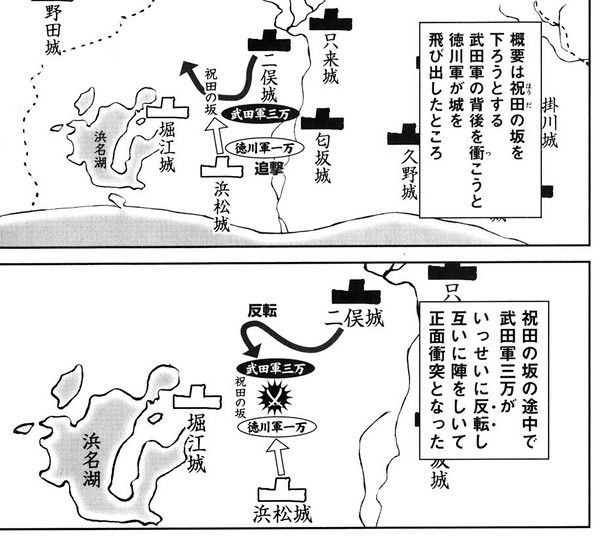 概要は祝田の坂を
下ろうとする
武田軍の背後を衝こうと
徳川軍が城を
飛び出したところ
ほうだ
つ
野田城
只来城
二俣城
祝田の坂
武田軍三万
堀江城
徳川軍一万
追撃
匂坂城
掛川城
久野城
浜名湖
浜松城
祝田の坂の途中で
武田軍三万が
いっせいに反転し
互いに陣をしいて
正面衝突となった
只
二俣城
反転
武田軍三万
祝田の坂
徳川軍一万
堀江城
浜名湖
坂城
浜松城